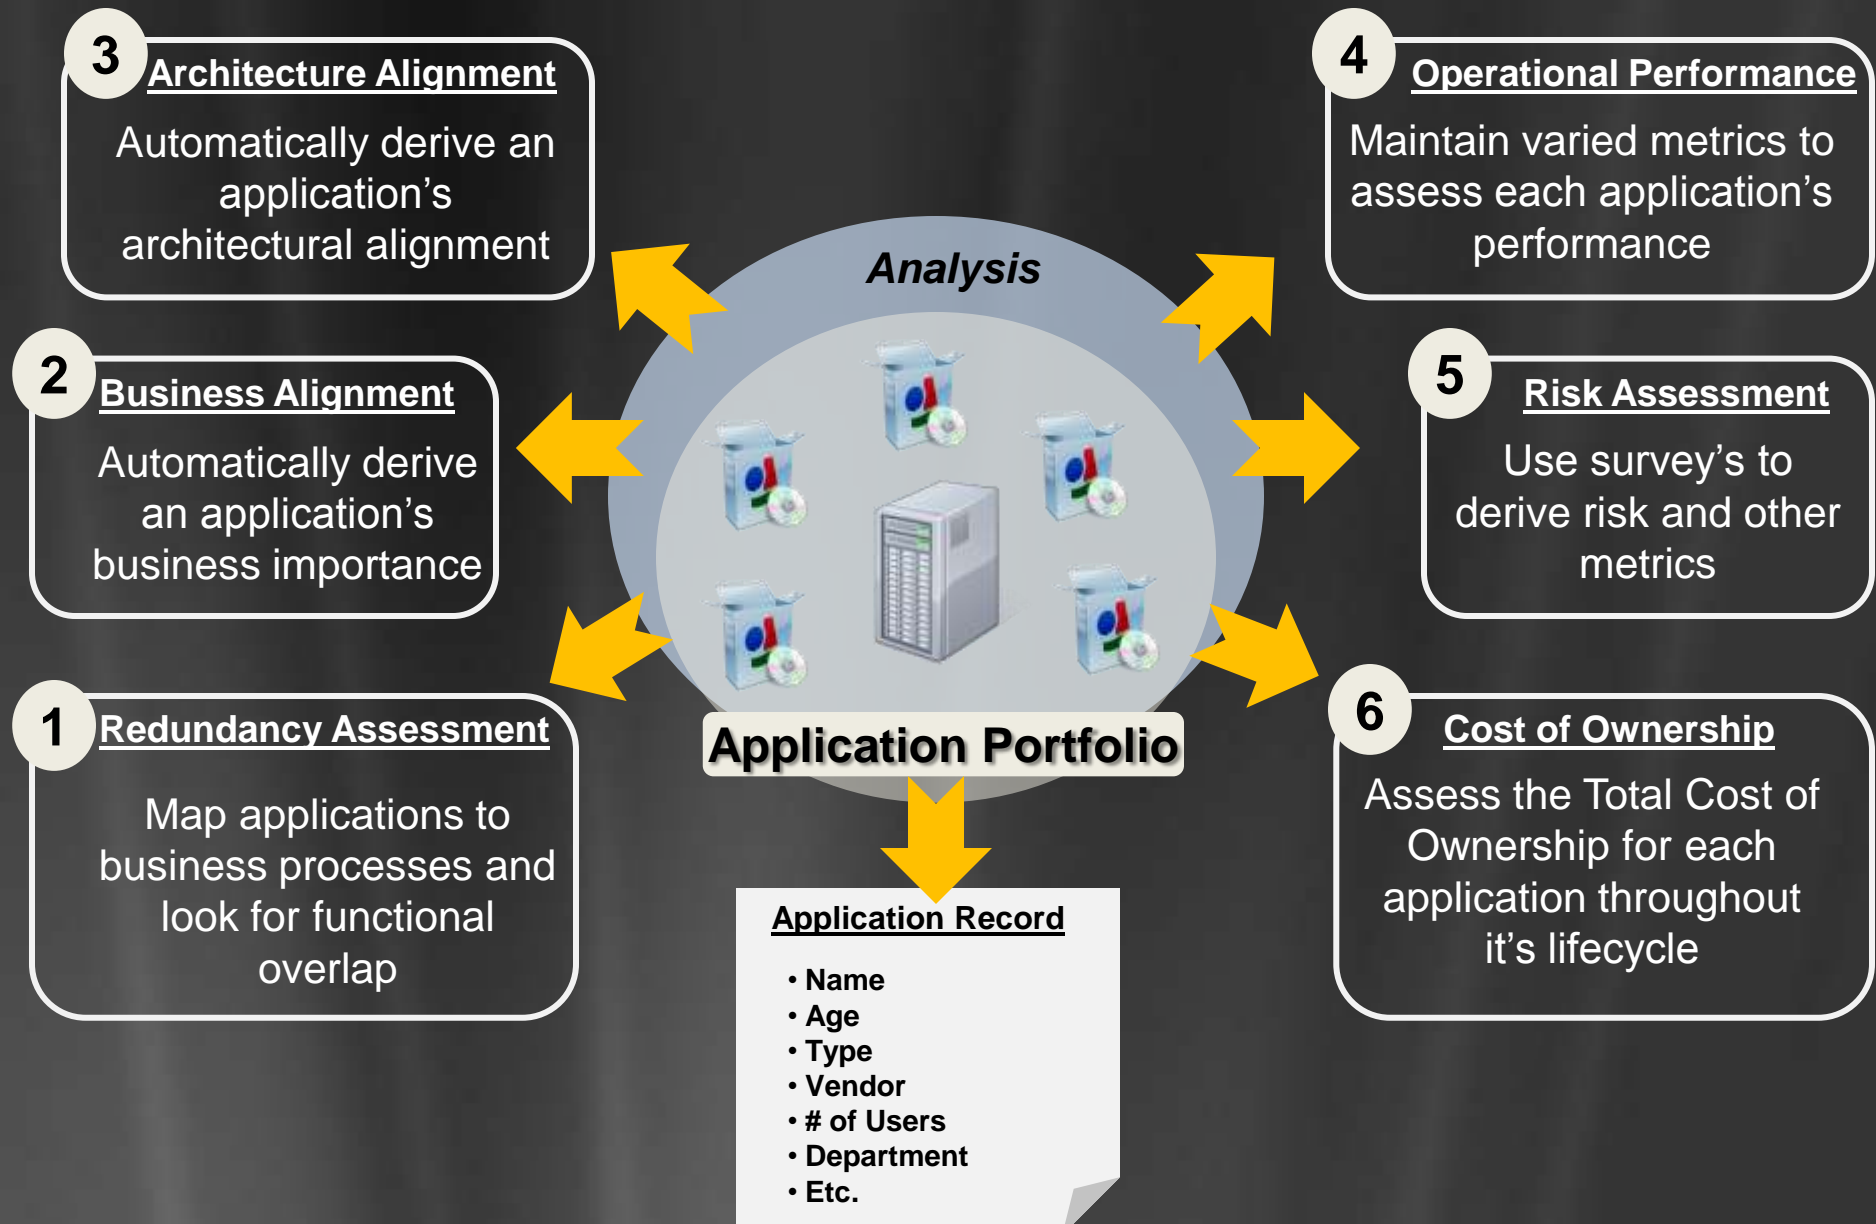 3
Architecture Alignment
Automatically derive an
application’s
architectural alignment
4
Operational Performance
Maintain varied metrics to
assess each application’s
performance
Analysis
2
Business Alignment
Automatically derive
an application’s
business importance
5
Risk Assessment
Use survey’s to
derive risk and other
metrics
1
Redundancy Assessment
Map applications to
business processes and
look for functional
overlap
Application Portfolio
6
Cost of Ownership
Assess the Total Cost of
Ownership for each
application throughout
it’s lifecycle
Application Record
• Name
• Age
• Type
• Vendor
• # of Users
• Department
• Etc.